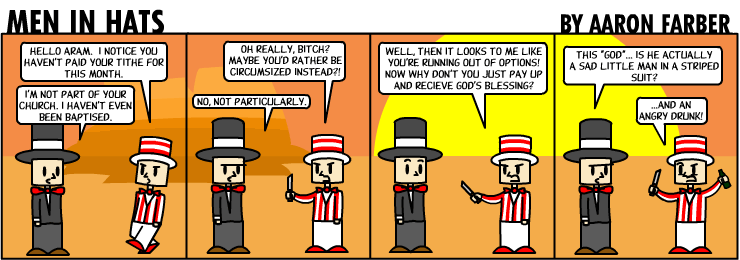 MEN IN HATS
BY AARON FARBER
HELLO ARAM. I NOTICE YOU
HAVEN'T PAID YOUR TITHE FOR
THIS MONTH.
I'M NOT PART OF YOUR
CHURCH. I HAVEN'T EVEN
BEEN BAPTISED.
OH REALLY, BITCH?
MAYBE YOU'D RATHER BE
CIRCUMSIZED INSTEAD?!
NO, NOT PARTICULARLY.
WELL, THEN IT LOOKS TO ME LIKE
YOU'RE RUNNING OUT OF OPTIONS!
NOW WHY DON'T YOU JUST PAY UP
AND RECIEVE GOD'S BLESSING?
THIS "GOD"... IS HE ACTUALLY
A SAD LITTLE MAN IN A STRIPED
SUIT?
...AND AN
ANGRY DRUNK!